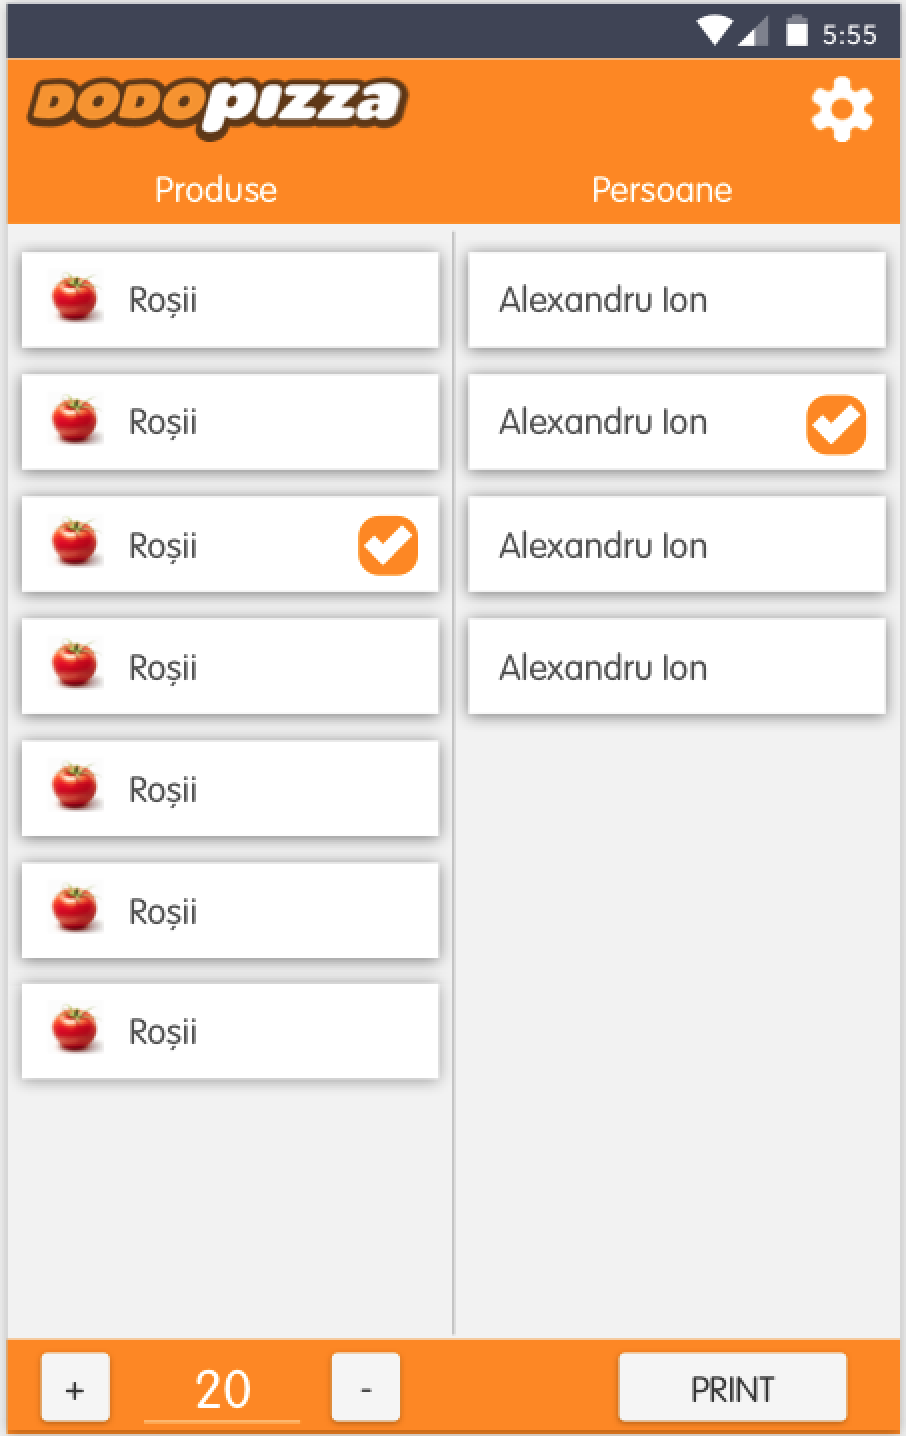 5:55
DODOpizza
Produse
Persoane
Roșii
Alexandru Ion
Roșii
Alexandru Ion
Roșii
Alexandru Ion
Roșii
Alexandru Ion
Roșii
Roșii
Roșii
+ 20 - PRINT